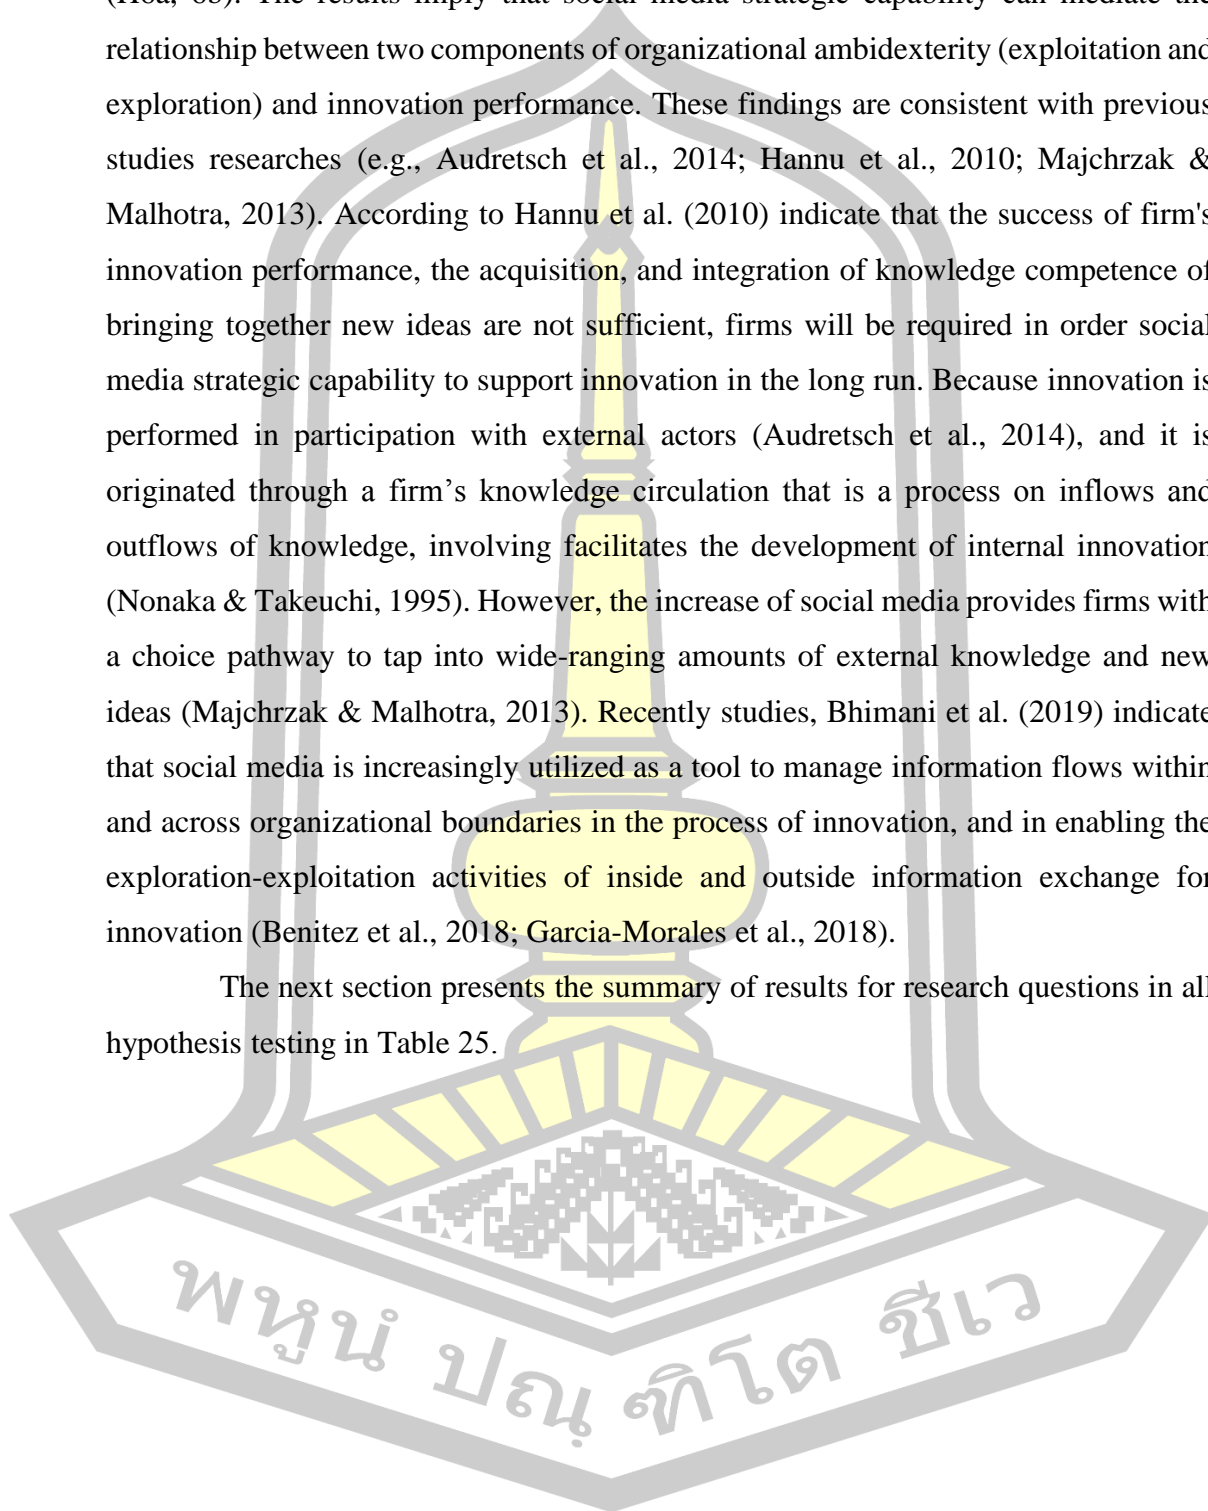 The results imply that social media strategic capability can mediate the
relationship between two components of organizational ambidexterity (exploitation and
exploration) and innovation performance. These findings are consistent with previous
studies researches (e.g., Audretsch et al., 2014; Hannu et al., 2010; Majchrzak &
Malhotra, 2013). According to Hannu et al. (2010) indicate that the success of firm's
innovation performance, the acquisition, and integration of knowledge competence of
bringing together new ideas are not sufficient, firms will be required in order social
media strategic capability to support innovation in the long run. Because innovation is
performed in participation with external actors (Audretsch et al., 2014), and it is
originated through a firm’s knowledge circulation that is a process on inflows and
outflows of knowledge, involving facilitates the development of internal innovation
(Nonaka & Takeuchi, 1995). However, the increase of social media provides firms with
a choice pathway to tap into wide-ranging amounts of external knowledge and new
ideas (Majchrzak & Malhotra, 2013). Recently studies, Bhimani et al. (2019) indicate
that social media is increasingly utilized as a tool to manage information flows within
and across organizational boundaries in the process of innovation, and in enabling the
exploration-exploitation activities of inside and outside information exchange for
innovation (Benitez et al., 2018; Garcia-Morales et al., 2018).
The next section presents the summary of results for research questions in all
hypothesis testing in Table 25.
พหูนํ ปณฺฑิโต ชีเว